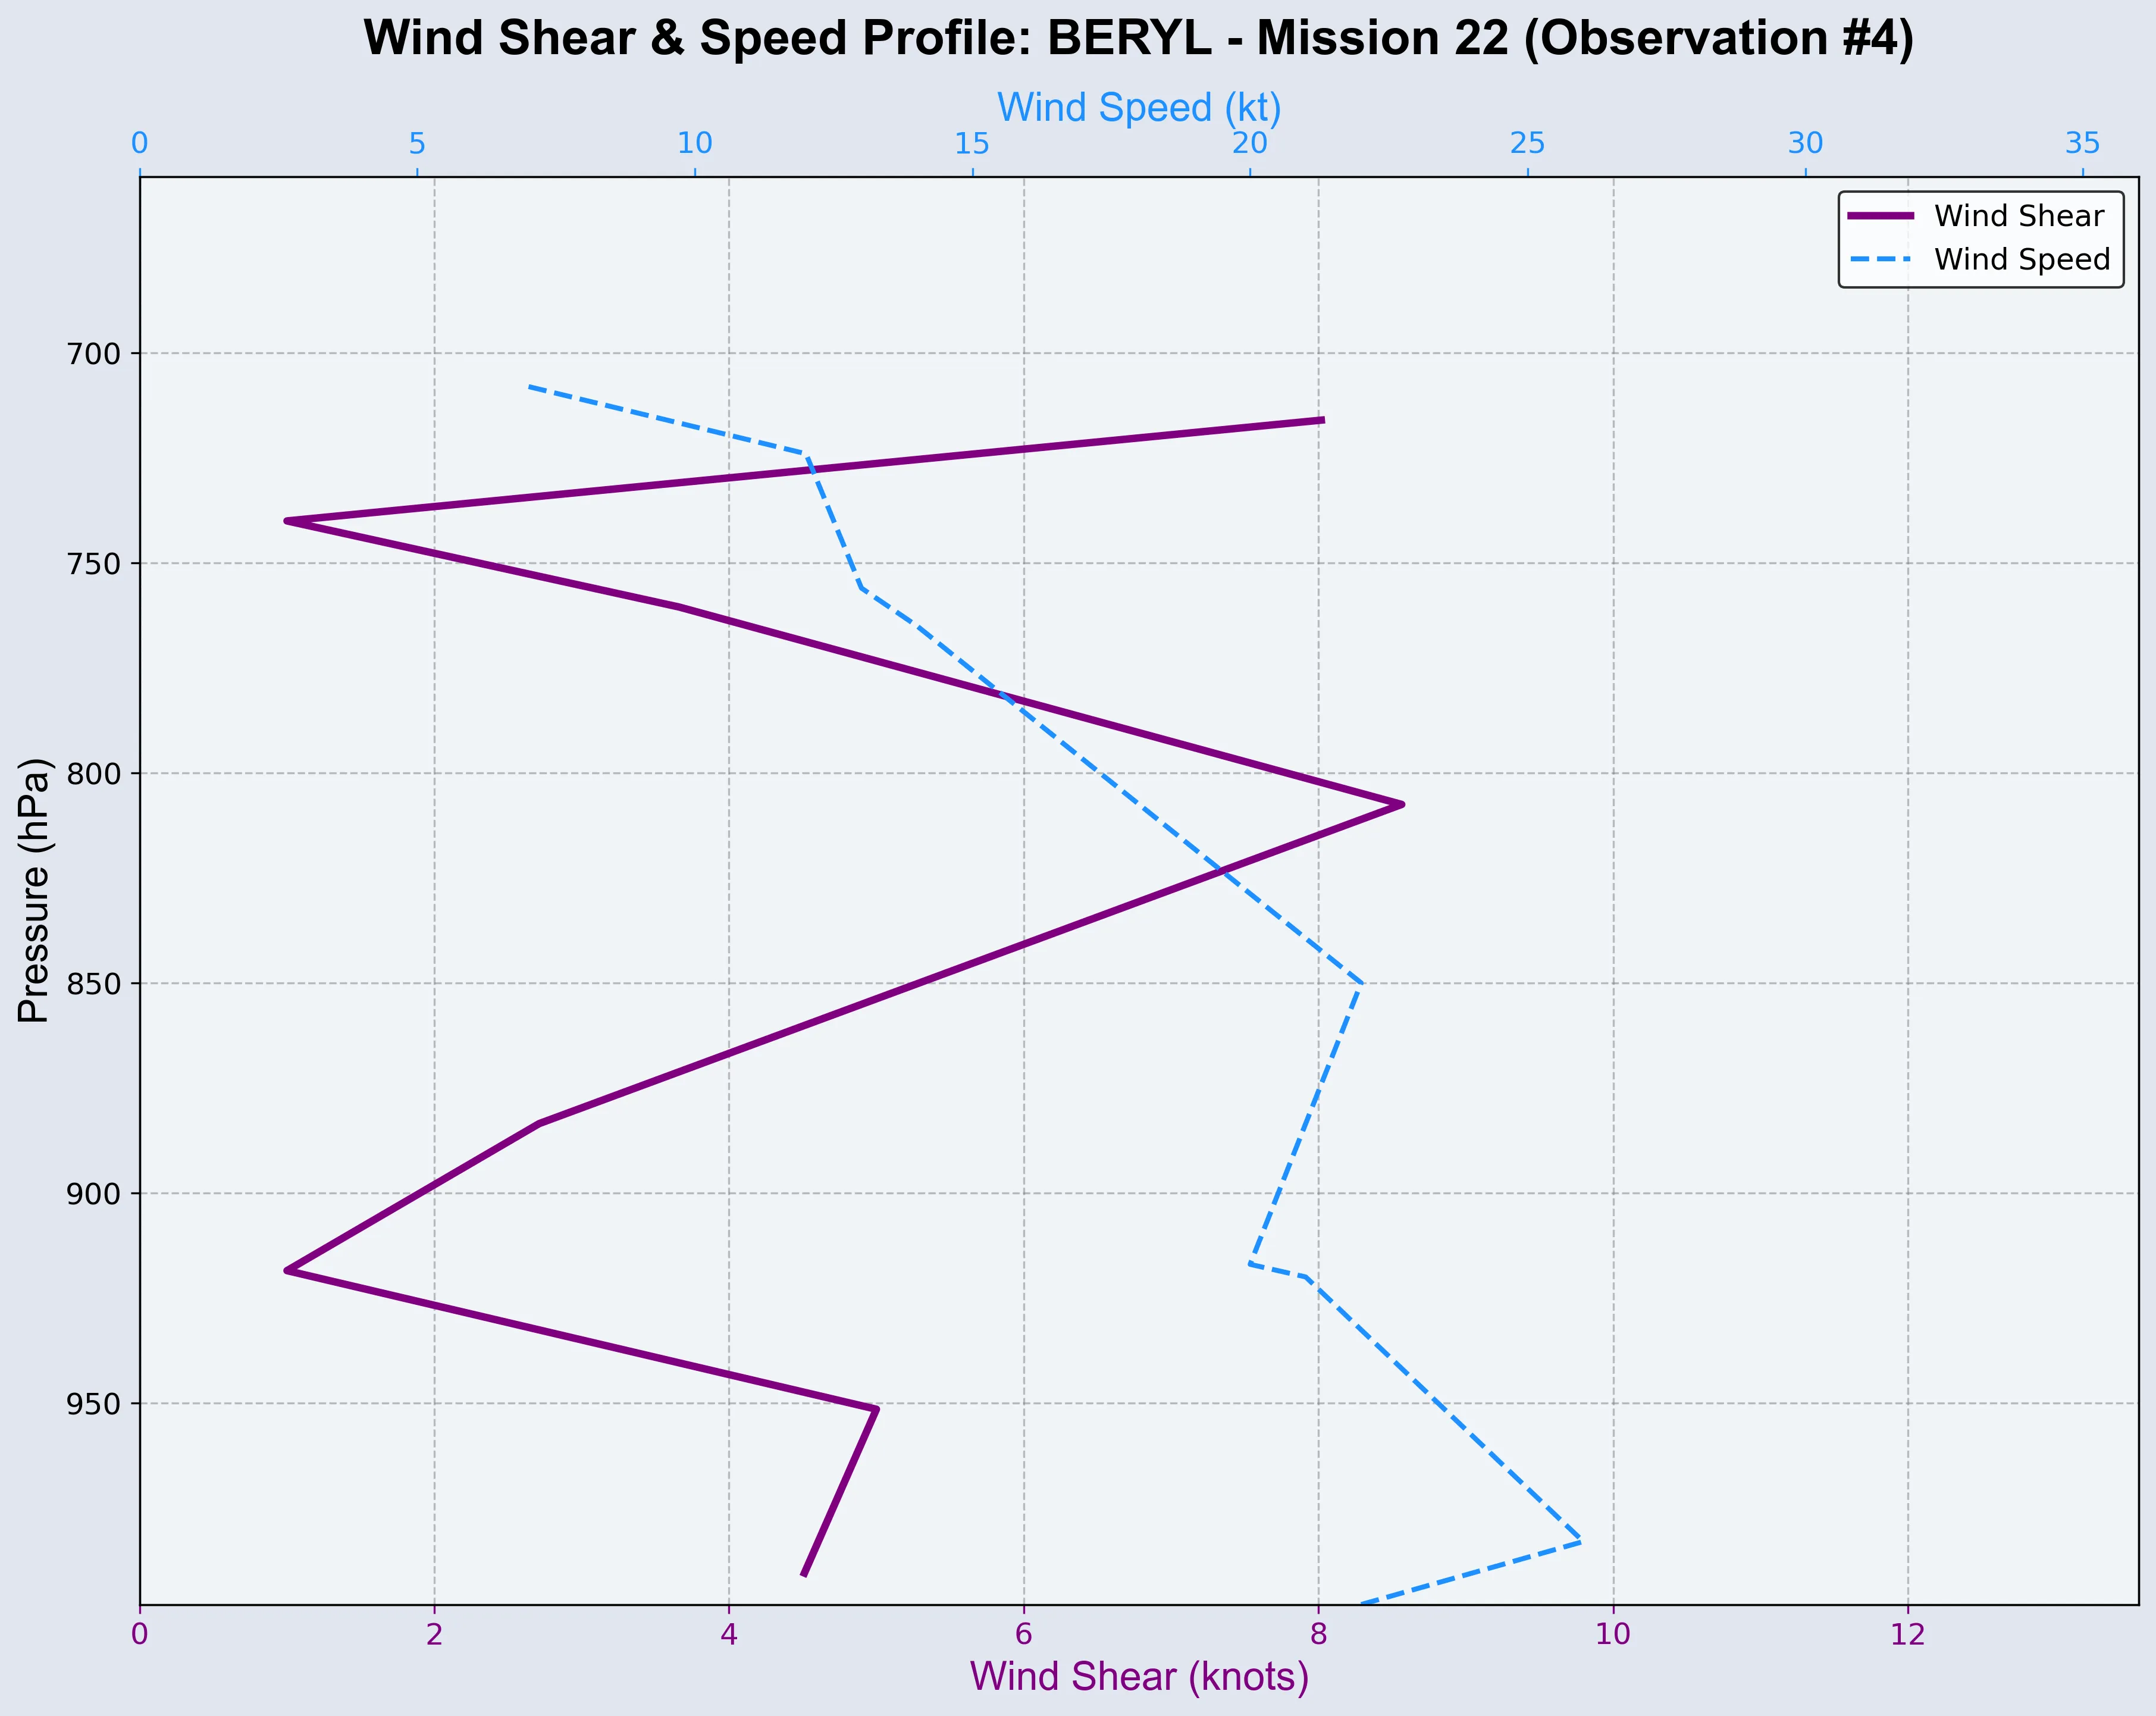 Wind Shear & Speed Profile: BERYL - Mission 22 (Observation #4)
Wind Speed (kt)
0 5 10 15 20 25 30 35
Wind Shear
Wind Speed
Pressure (hPa)
700
750
800
850
900
950
0 2 4 6 8 10 12
Wind Shear (knots)